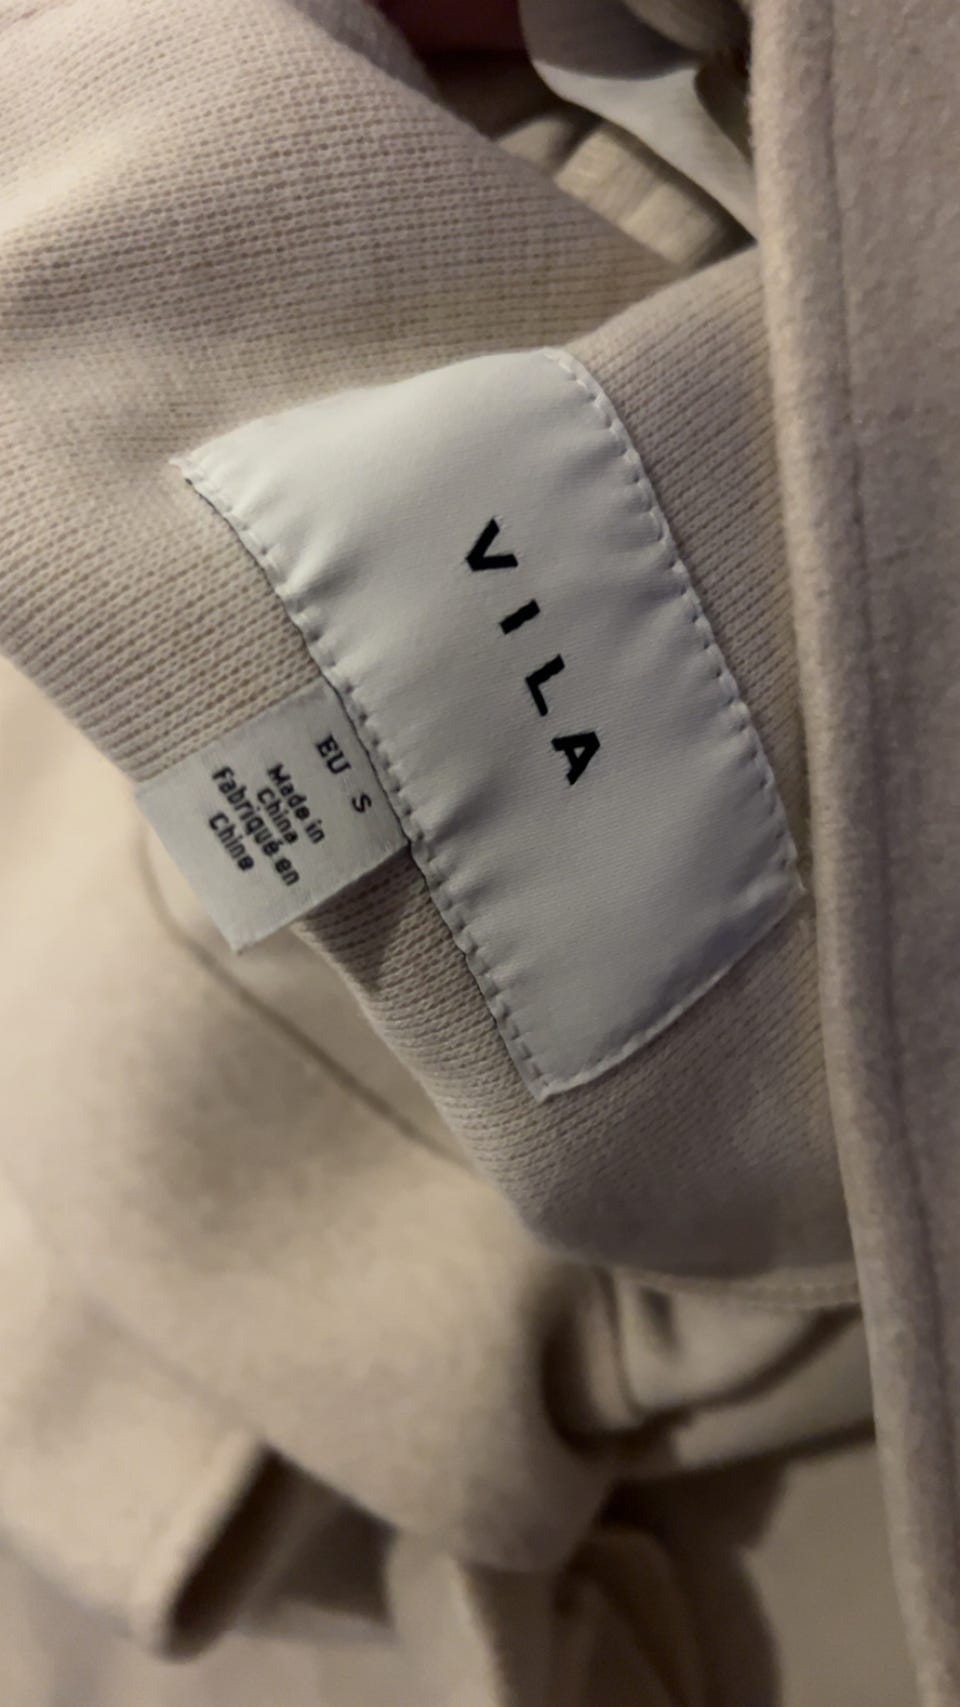 VILA
EU S
Made in
China
Fabriqué en
Chine